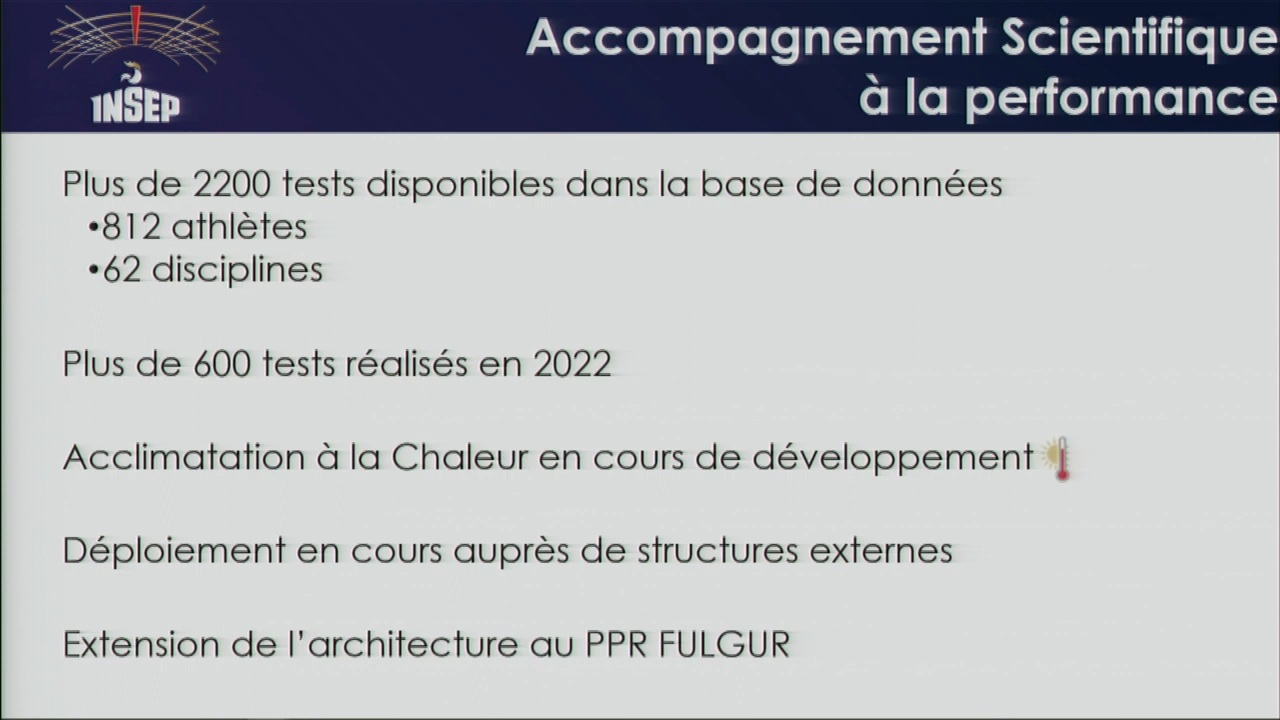 INSEP
Accompagnement Scientifique
à la performance
Plus de 2200 tests disponibles dans la base de données
•812 athlètes
•62 disciplines
Plus de 600 tests réalisés en 2022
Acclimatation à la Chaleur en cours de développement
Déploiement en cours auprès de structures externes
Extension de l'architecture au PPR FULGUR